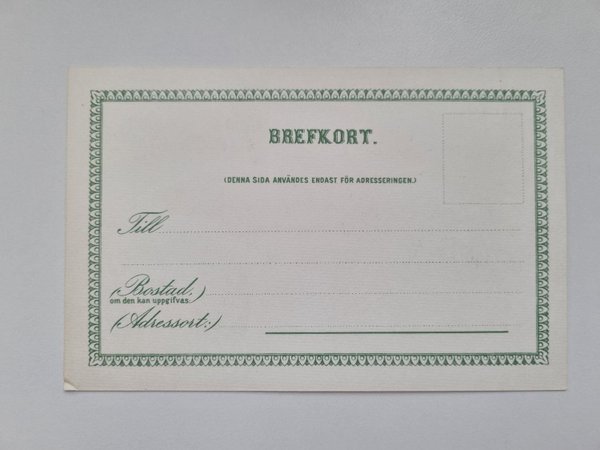 BREFKORT.
(DENNA SIDA ANVÄNDES ENDAST FÖR ADRESSERINGEN.)
Till
(Bostad,)
om den kan uppgifvas.
(Adressort:)